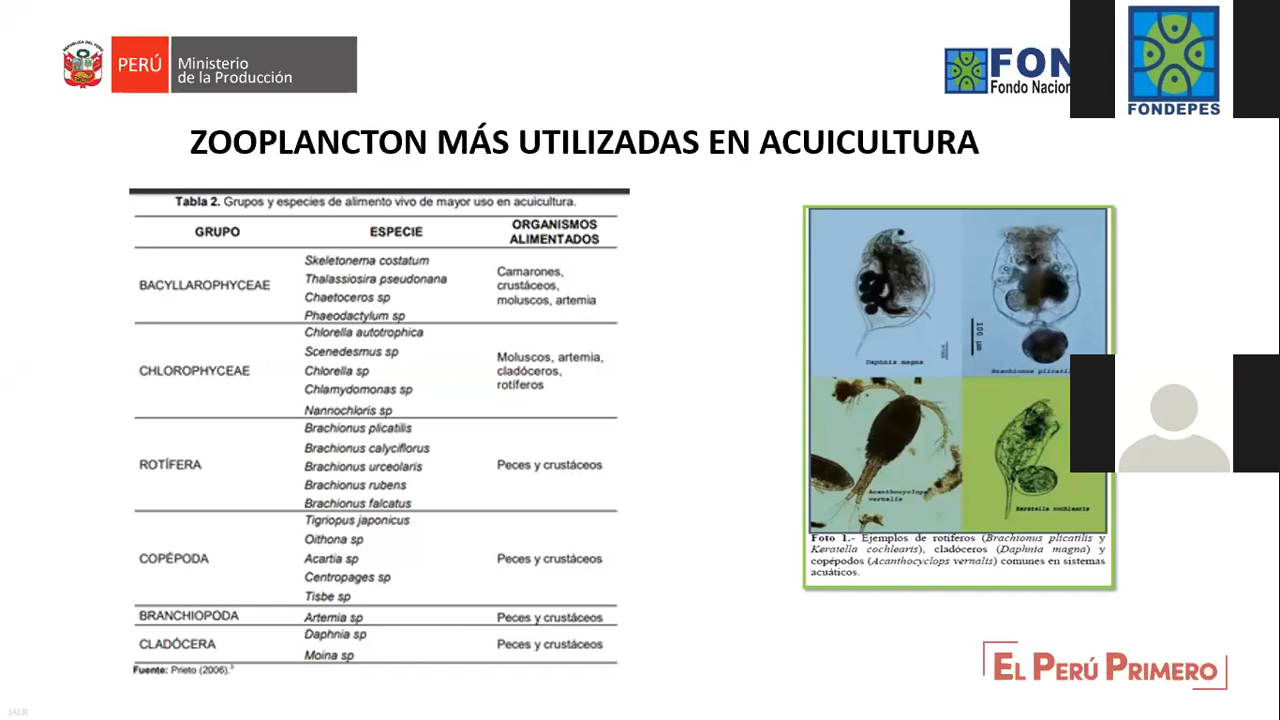 PERÚ
Ministerio
de la Producción
FON
Fondo Nacion
FONDEPES
ZOOPLANCTON MÁS UTILIZADAS EN ACUICULTURA
Tabla 2. Grupos y especies de alimento vivo de mayor uso en acuicultura.
GRUPO ESPECIE ORGANISMOS
ALIMENTADOS
BACYLLAROPHYCEAE
Skeletonema costatum
Thalassiosira pseudonana
Chaetoceros sp
Phaeodactylum sp
Camarones,
crustáceos,
moluscos, artemia
CHLOROPHYCEAE
Chlorella autotrophica
Scenedesmus sp
Chlorella sp
Chlamydomonas sp
Nannochloris sp
Moluscos, artemia,
cladóceros,
rotíferos
ROTÍFERA
Brachionus plicatilis
Brachionus calyciflorus
Brachionus urceolaris
Brachionus rubens
Brachionus falcatus
Peces y crustáceos
COPÉPODA
Tigriopus japonicus
Oithona sp
Acartia sp
Centropages sp
Tisbe sp
Peces y crustáceos
BRANCHIOPODA Artemia sp Peces y crustáceos
CLADÓCERA
Daphnia sp
Moina sp
Peces y crustáceos
Fuente: Prieto (2006).³
Daphnia magna
100 µm
Brachionus plicatil
Acanthocyclops
vernalis
Keratella cochlearis
Foto 1.- Ejemplos de rotíferos (Brachionus plicatilis y
Keratella cochlearis), cladóceros (Daphnia magna) y
copépodos (Acanthocyclops vernalis) comunes en sistemas
acuáticos.
EL PERÚ PRIMERO
JALR